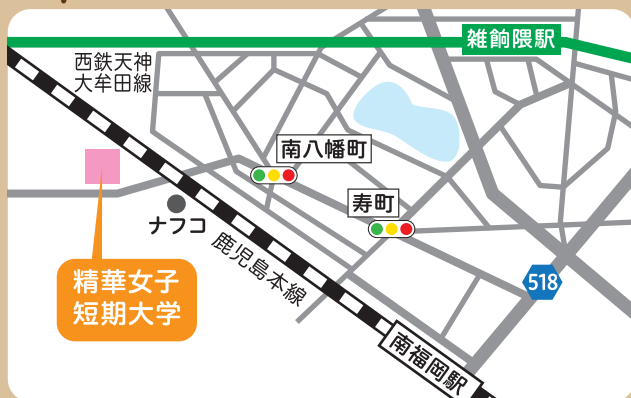 雑餉隈駅
西鉄天神
大牟田線
南八幡町
寿町
ナフコ
鹿児島本線
精華女子
短期大学
518
南福岡駅